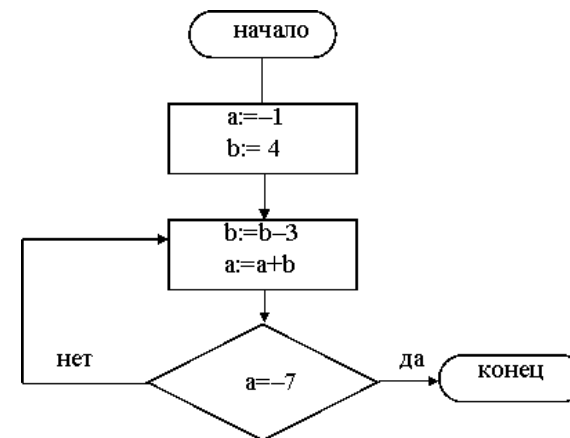 начало
a:=–1
b:= 4
b:=b–3
a:=a+b
нет
a=–7
да
конец